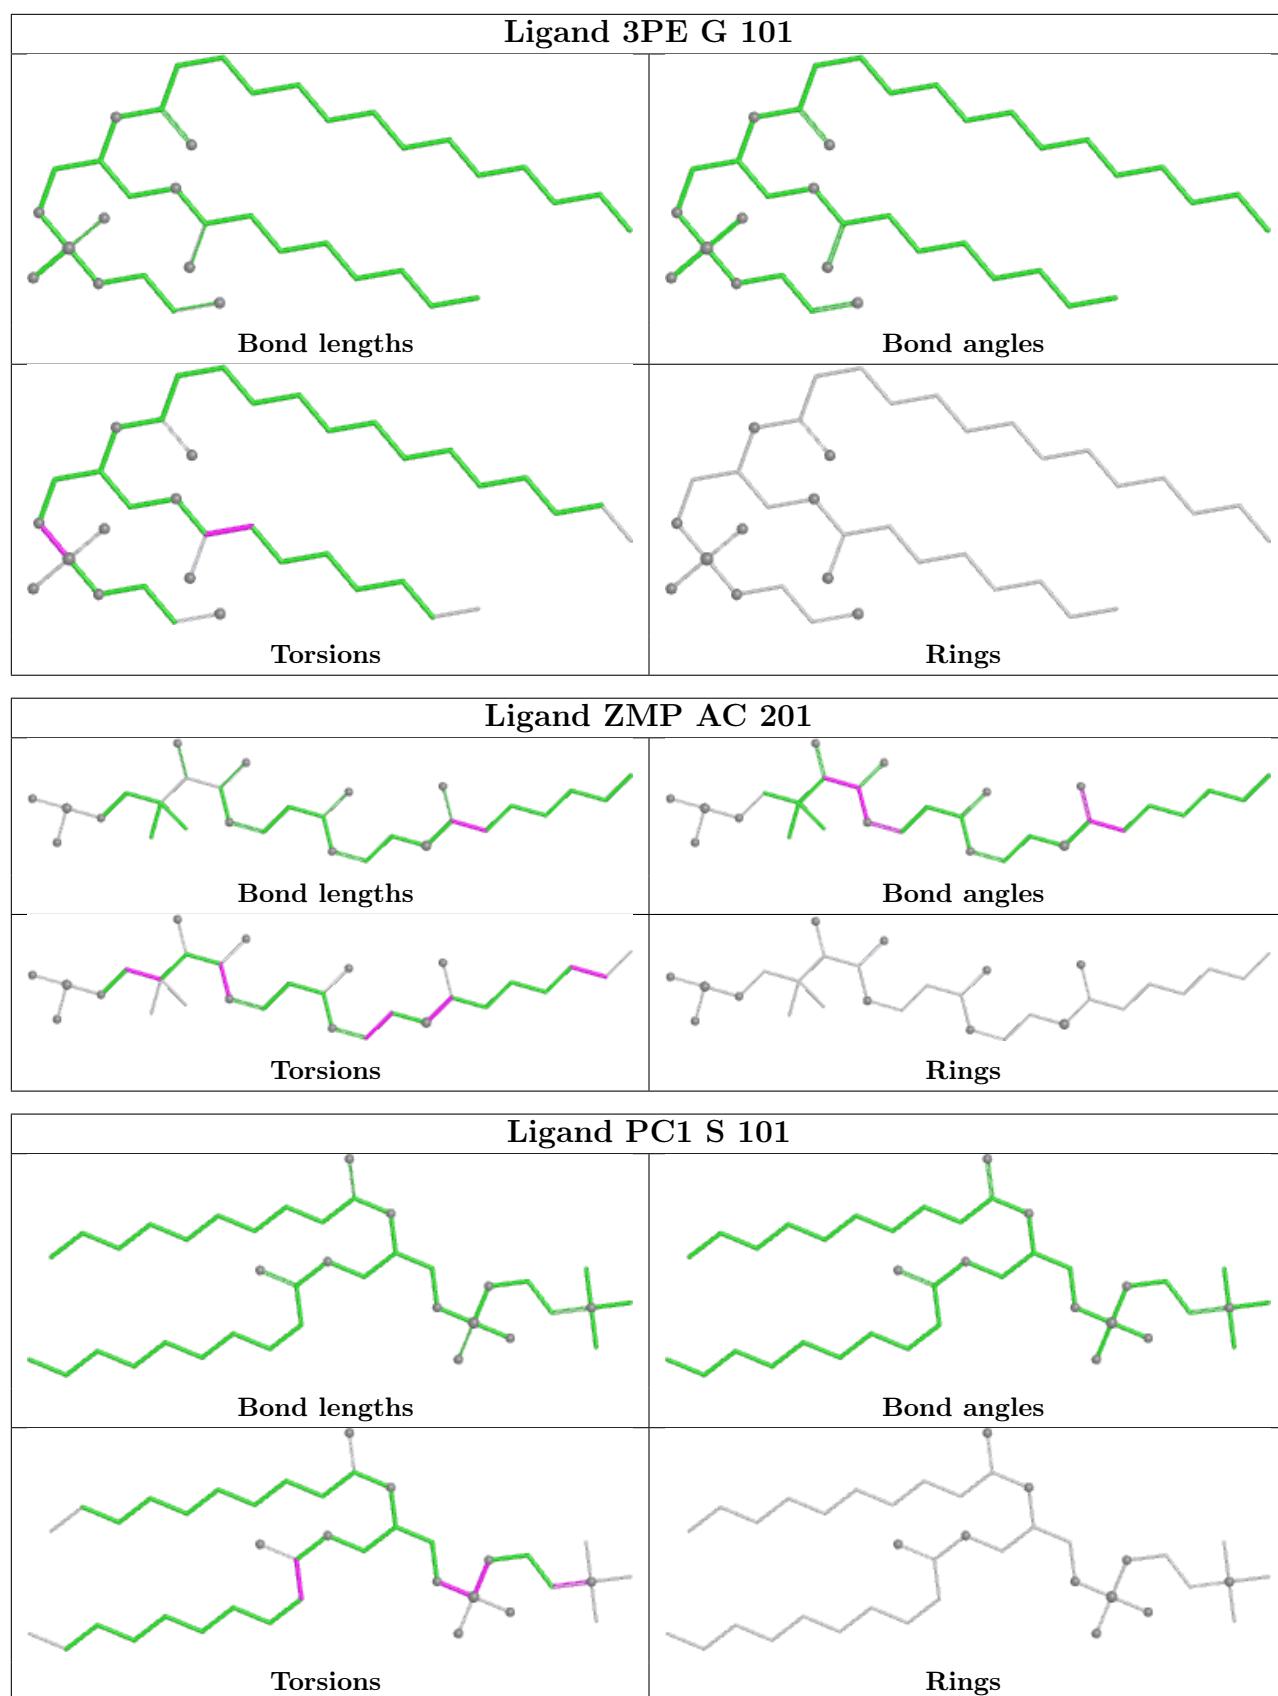 Ligand 3PE G 101
Bond lengths
Bond angles
Torsions
Rings
Ligand ZMP AC 201
Bond lengths
Bond angles
Torsions
Rings
Ligand PC1 S 101
Bond lengths
Bond angles
Torsions
Rings